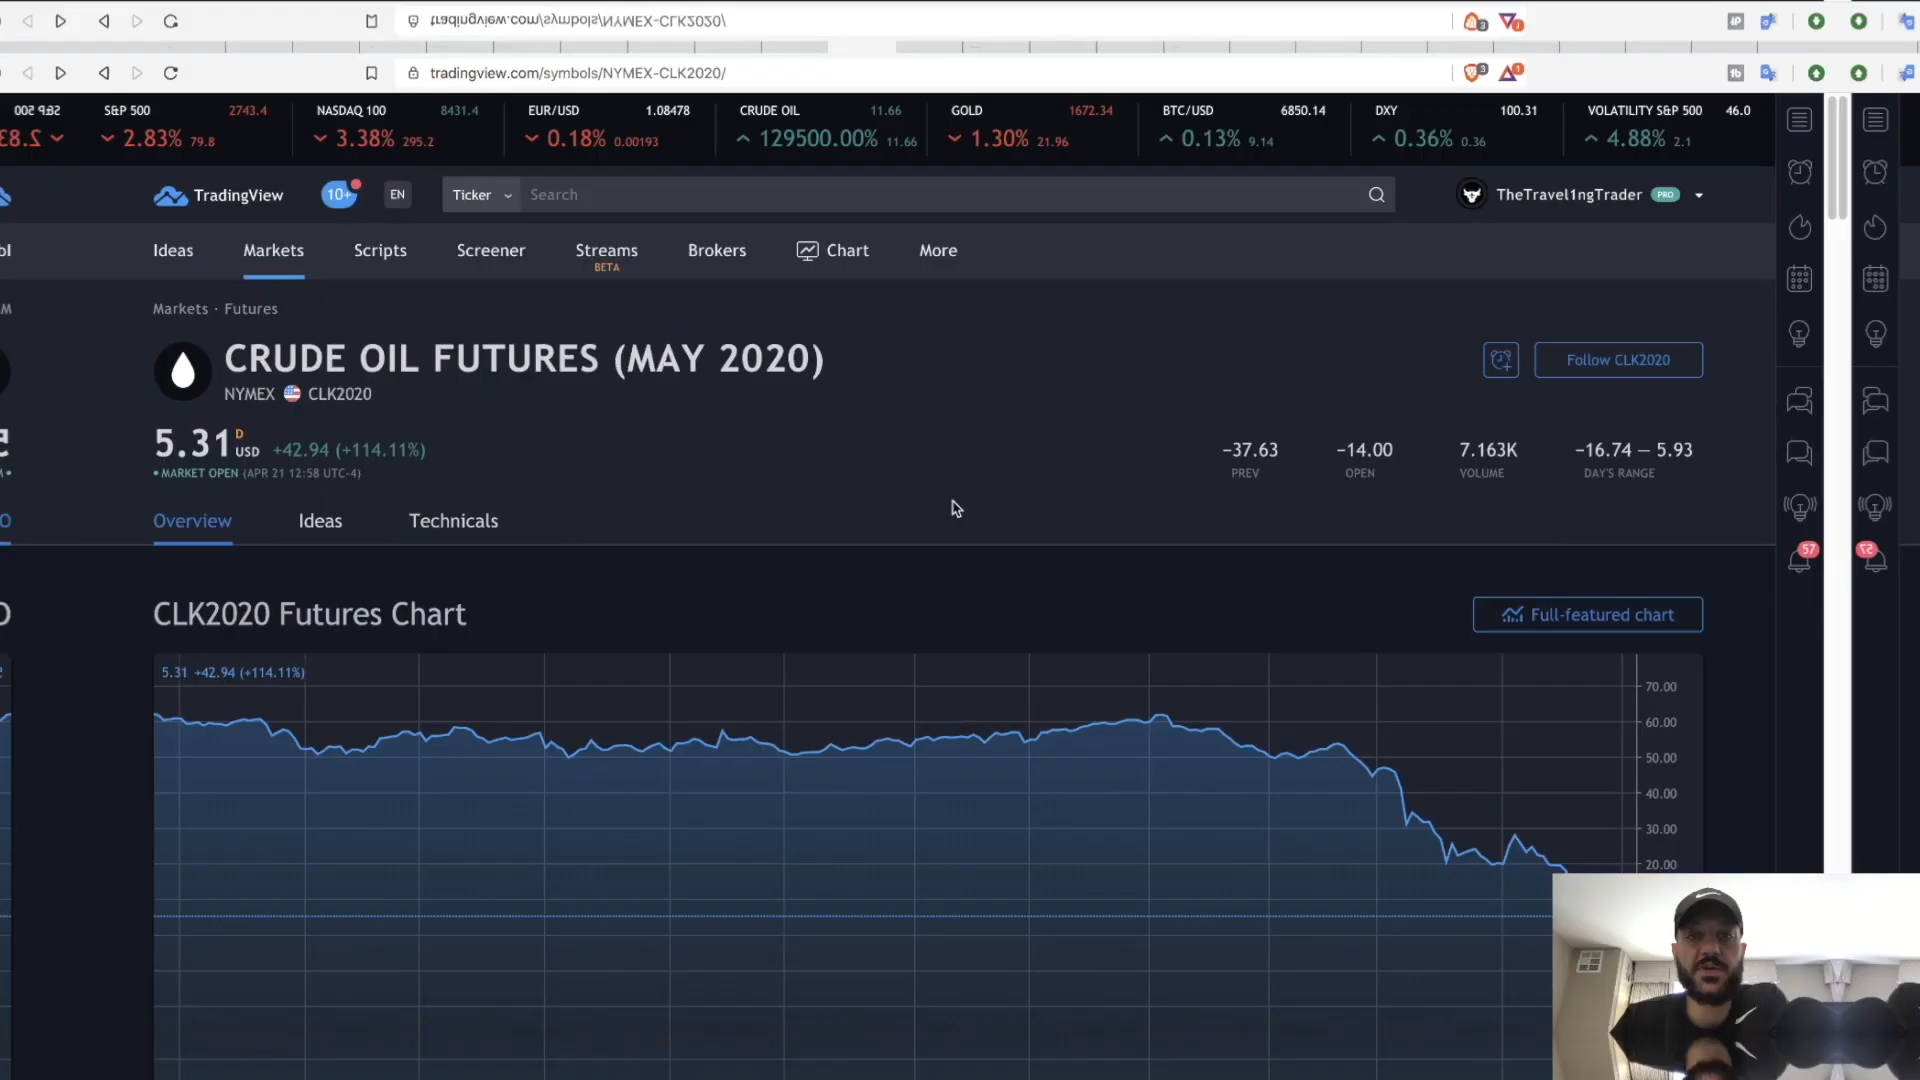 tradingview.com/symbols/NYMEX-CLK2020/
tradingview.com/symbols/NYMEX-CLK2020/
S&P 500 2743.4 NASDAQ 100 8431.4 EUR/USD 1.08478 CRUDE OIL 11.66 GOLD 1672.34 BTC/USD 6850.14 DXY 100.31 VOLATILITY S&P 500 46.0
2.83% 79.8 3.38% 295.2 0.18% 0.00193 129500.00% 11.66 1.30% 21.96 0.13% 9.14 0.36% 0.36 4.88% 2.1
TradingView 10+ EN Ticker Search TheTravel1ngTrader PRO
Ideas Markets Scripts Screener Streams Brokers Chart More
BETA
Markets · Futures
CRUDE OIL FUTURES (MAY 2020)
Follow CLK2020
NYMEX CLK2020
5.31 D USD +42.94 (+114.11%) −37.63 −14.00 7.163K −16.74 — 5.93
• MARKET OPEN (APR 21 12:58 UTC-4) PREV OPEN VOLUME DAY'S RANGE
Overview Ideas Technicals
57
CLK2020 Futures Chart Full-featured chart
5.31 +42.94 (+114.11%)
70.00
60.00
50.00
40.00
30.00
20.00